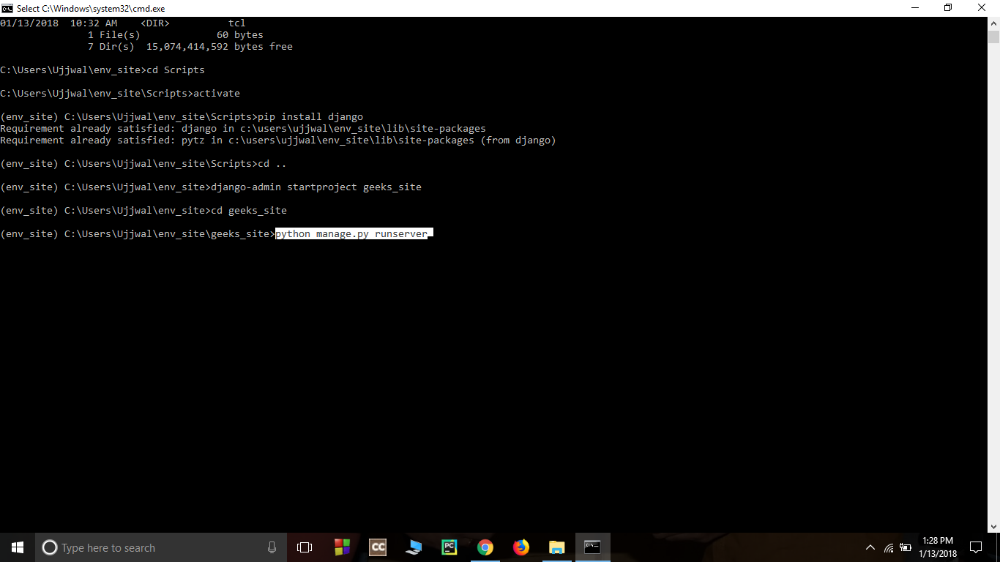 Select C:\Windows\system32\cmd.exe
01/13/2018  10:32 AM    <DIR>          tcl
               1 File(s)             60 bytes
               7 Dir(s)  15,074,414,592 bytes free
C:\Users\Ujjwal\env_site>cd Scripts
C:\Users\Ujjwal\env_site\Scripts>activate
(env_site) C:\Users\Ujjwal\env_site\Scripts>pip install django
Requirement already satisfied: django in c:\users\ujjwal\env_site\lib\site-packages
Requirement already satisfied: pytz in c:\users\ujjwal\env_site\lib\site-packages (from django)
(env_site) C:\Users\Ujjwal\env_site\Scripts>cd ..
(env_site) C:\Users\Ujjwal\env_site>django-admin startproject geeks_site
(env_site) C:\Users\Ujjwal\env_site>cd geeks_site
(env_site) C:\Users\Ujjwal\env_site\geeks_site>python manage.py runserver
Type here to search
CC
PC
1:28 PM
1/13/2018